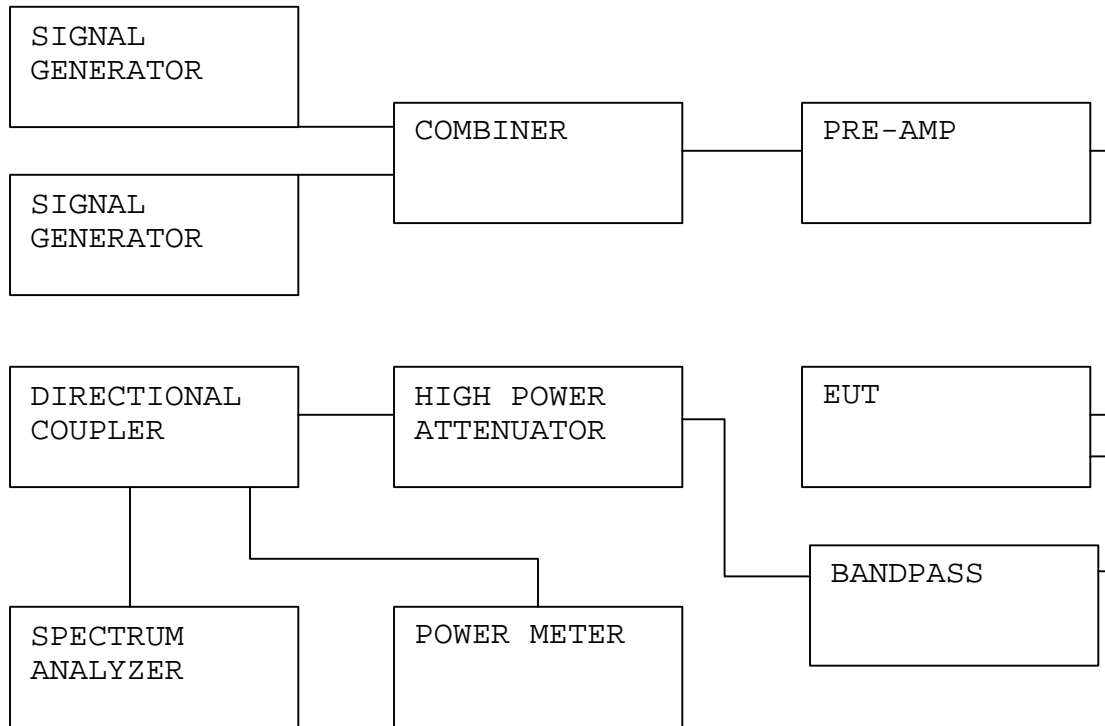 SIGNAL
GENERATOR
COMBINER
PRE-AMP
SIGNAL
GENERATOR
DIRECTIONAL
COUPLER
HIGH POWER
ATTENUATOR
EUT
BANDPASS
SPECTRUM
ANALYZER
POWER METER